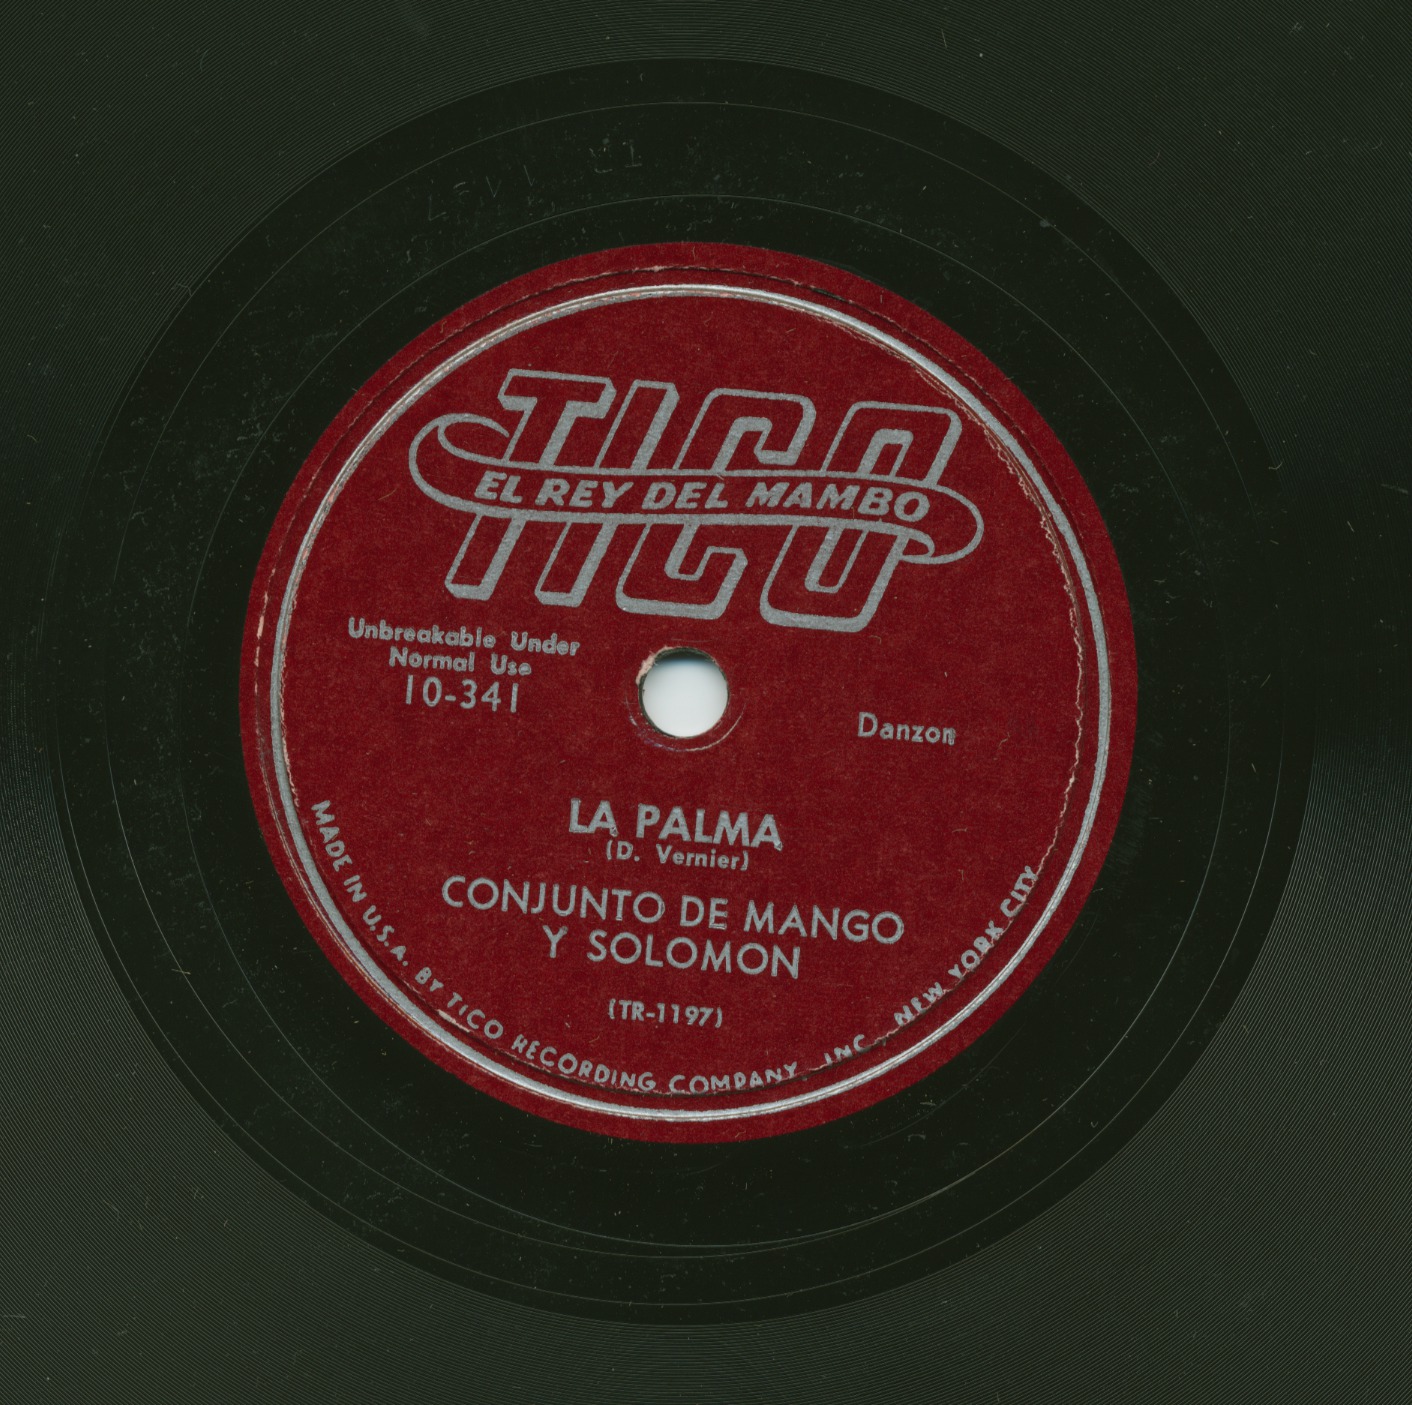 TICO
EL REY DEL MAMBO
Unbreakable Under
Normal Use
10-341
Danzon
LA PALMA
(D. Vernier)
CONJUNTO DE MANGO
Y SOLOMON
(TR-1197)
MADE IN U.S.A. BY TICO RECORDING COMPANY, INC., NEW YORK CITY